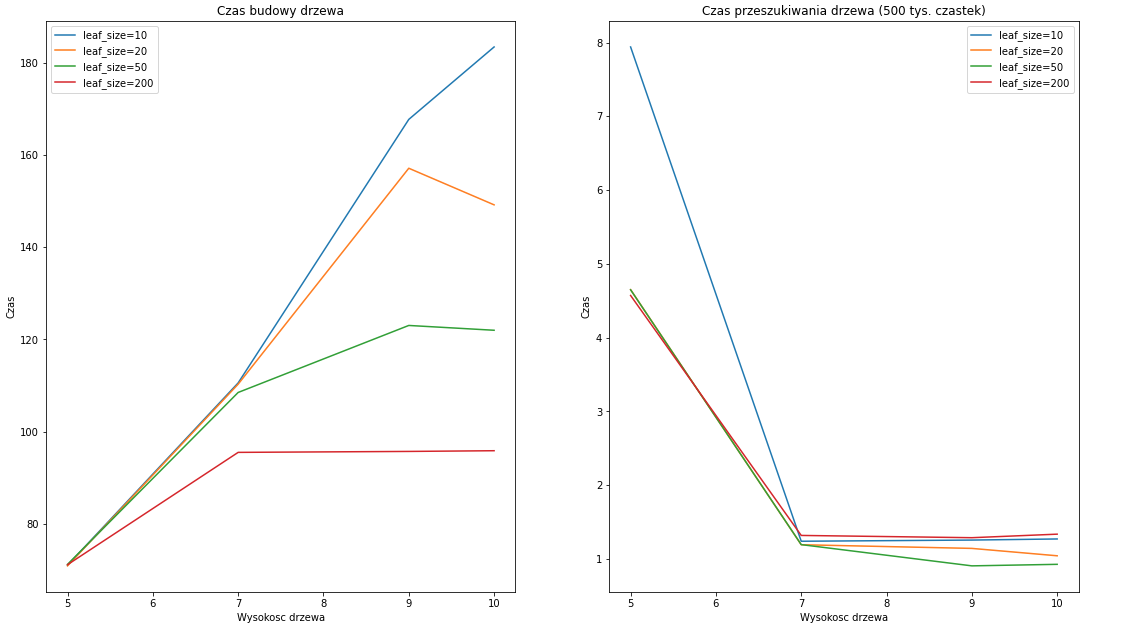 Czas budowy drzewa
leaf_size=10
leaf_size=20
leaf_size=50
leaf_size=200
180
160
140
120
100
80
Czas
5 6 7 8 9 10
Wysokosc drzewa
Czas przeszukiwania drzewa (500 tys. czastek)
leaf_size=10
leaf_size=20
leaf_size=50
leaf_size=200
8
7
6
5
4
3
2
1
Czas
5 6 7 8 9 10
Wysokosc drzewa